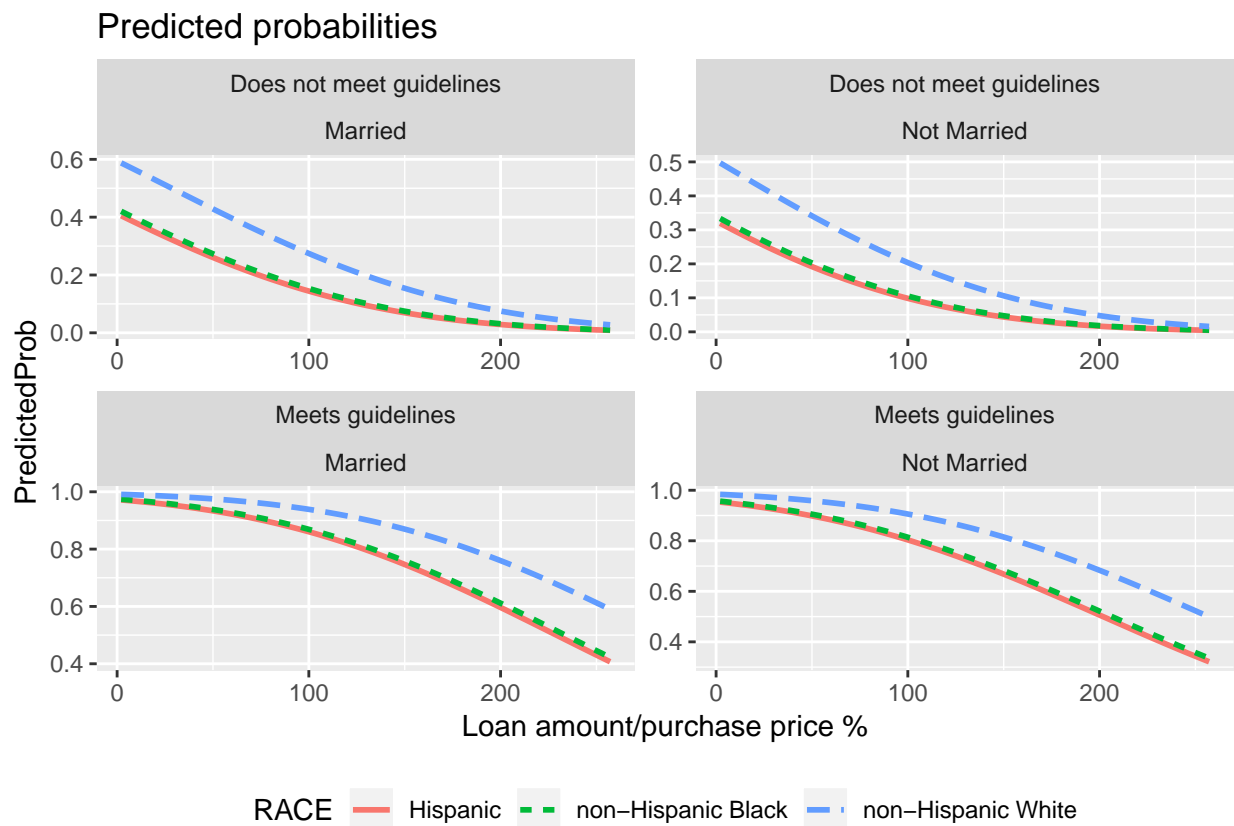 Predicted probabilities
Does not meet guidelines
Married
Does not meet guidelines
Not Married
0.6
0.4
0.2
0.0
0 100 200
0.5
0.4
0.3
0.2
0.1
0.0
0 100 200
PredictedProb
Meets guidelines
Married
Meets guidelines
Not Married
1.0
0.8
0.6
0.4
0 100 200
1.0
0.8
0.6
0.4
0 100 200
Loan amount/purchase price %
RACE Hispanic non−Hispanic Black non−Hispanic White